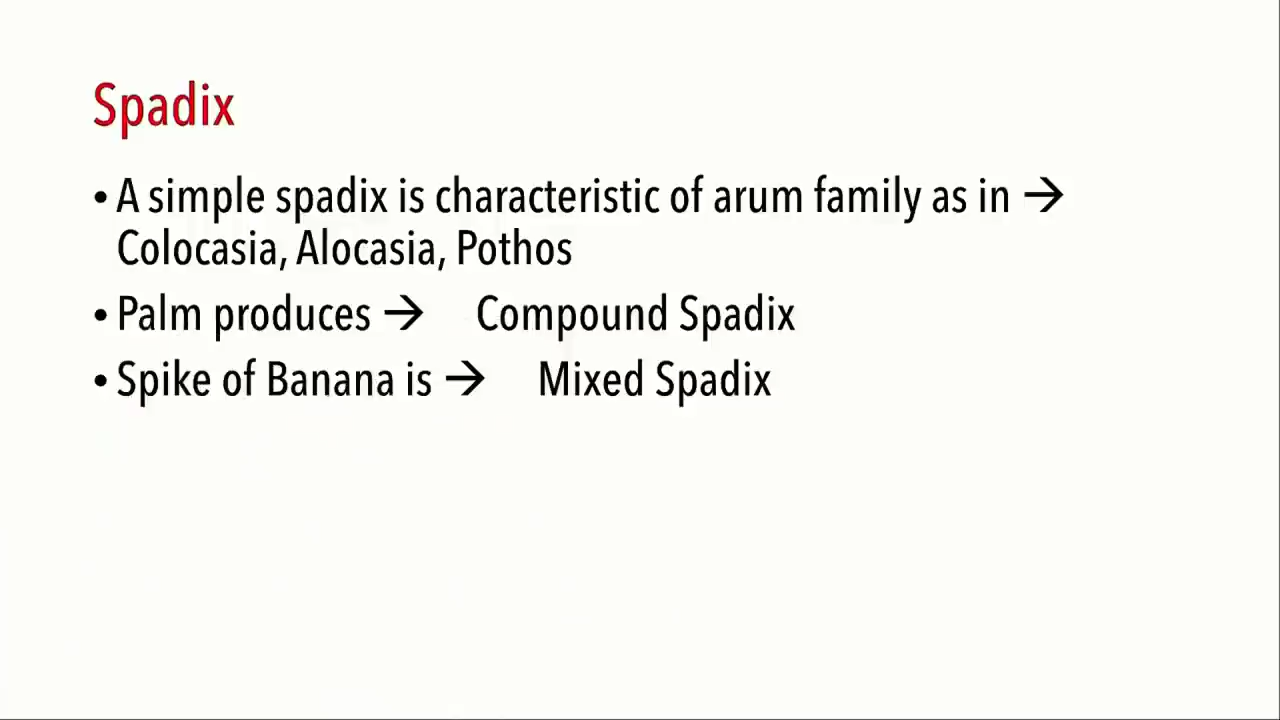 Spadix
• A simple spadix is characteristic of arum family as in →
Colocasia, Alocasia, Pothos
• Palm produces → Compound Spadix
• Spike of Banana is → Mixed Spadix